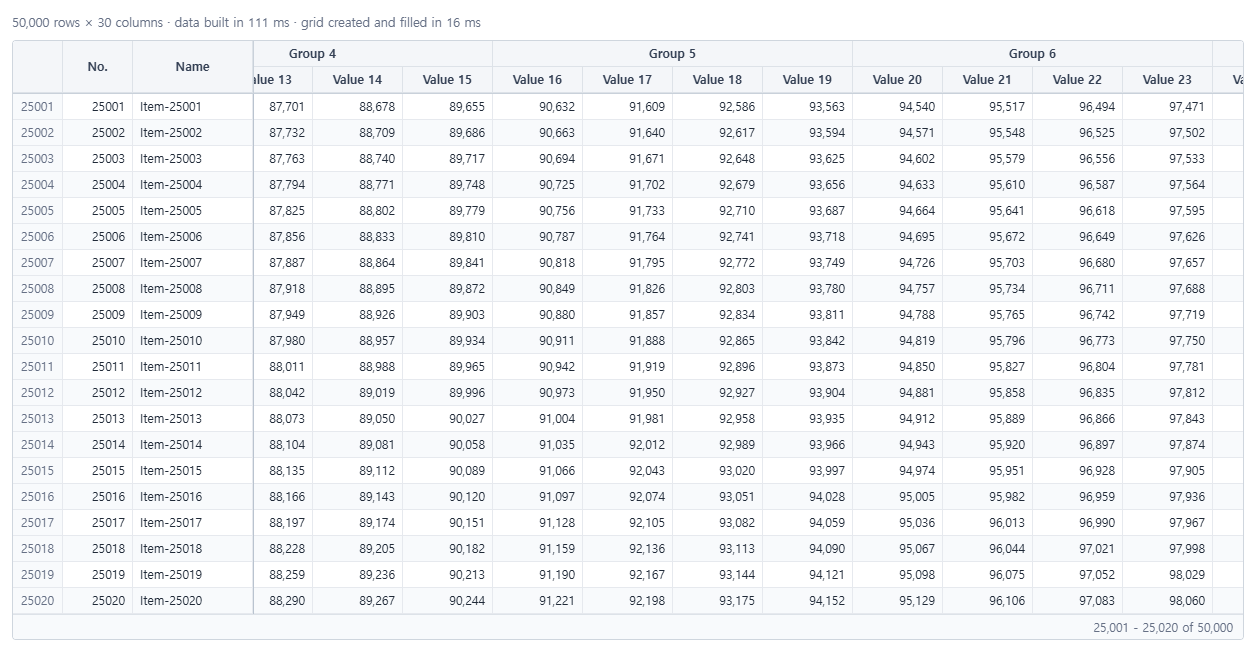 50,000 rows × 30 columns · data built in 111 ms · grid created and filled in 16 ms
No. Name Group 4 Group 5 Group 6
Value 14 Value 15 Value 16 Value 17 Value 18 Value 19 Value 20 Value 21 Value 22 Value 23
25001 25001 Item-25001 87,701 88,678 89,655 90,632 91,609 92,586 93,563 94,540 95,517 96,494 97,471
25002 25002 Item-25002 87,732 88,709 89,686 90,663 91,640 92,617 93,594 94,571 95,548 96,525 97,502
25003 25003 Item-25003 87,763 88,740 89,717 90,694 91,671 92,648 93,625 94,602 95,579 96,556 97,533
25004 25004 Item-25004 87,794 88,771 89,748 90,725 91,702 92,679 93,656 94,633 95,610 96,587 97,564
25005 25005 Item-25005 87,825 88,802 89,779 90,756 91,733 92,710 93,687 94,664 95,641 96,618 97,595
25006 25006 Item-25006 87,856 88,833 89,810 90,787 91,764 92,741 93,718 94,695 95,672 96,649 97,626
25007 25007 Item-25007 87,887 88,864 89,841 90,818 91,795 92,772 93,749 94,726 95,703 96,680 97,657
25008 25008 Item-25008 87,918 88,895 89,872 90,849 91,826 92,803 93,780 94,757 95,734 96,711 97,688
25009 25009 Item-25009 87,949 88,926 89,903 90,880 91,857 92,834 93,811 94,788 95,765 96,742 97,719
25010 25010 Item-25010 87,980 88,957 89,934 90,911 91,888 92,865 93,842 94,819 95,796 96,773 97,750
25011 25011 Item-25011 88,011 88,988 89,965 90,942 91,919 92,896 93,873 94,850 95,827 96,804 97,781
25012 25012 Item-25012 88,042 89,019 89,996 90,973 91,950 92,927 93,904 94,881 95,858 96,835 97,812
25013 25013 Item-25013 88,073 89,050 90,027 91,004 91,981 92,958 93,935 94,912 95,889 96,866 97,843
25014 25014 Item-25014 88,104 89,081 90,058 91,035 92,012 92,989 93,966 94,943 95,920 96,897 97,874
25015 25015 Item-25015 88,135 89,112 90,089 91,066 92,043 93,020 93,997 94,974 95,951 96,928 97,905
25016 25016 Item-25016 88,166 89,143 90,120 91,097 92,074 93,051 94,028 95,005 95,982 96,959 97,936
25017 25017 Item-25017 88,197 89,174 90,151 91,128 92,105 93,082 94,059 95,036 96,013 96,990 97,967
25018 25018 Item-25018 88,228 89,205 90,182 91,159 92,136 93,113 94,090 95,067 96,044 97,021 97,998
25019 25019 Item-25019 88,259 89,236 90,213 91,190 92,167 93,144 94,121 95,098 96,075 97,052 98,029
25020 25020 Item-25020 88,290 89,267 90,244 91,221 92,198 93,175 94,152 95,129 96,106 97,083 98,060
25,001 - 25,020 of 50,000